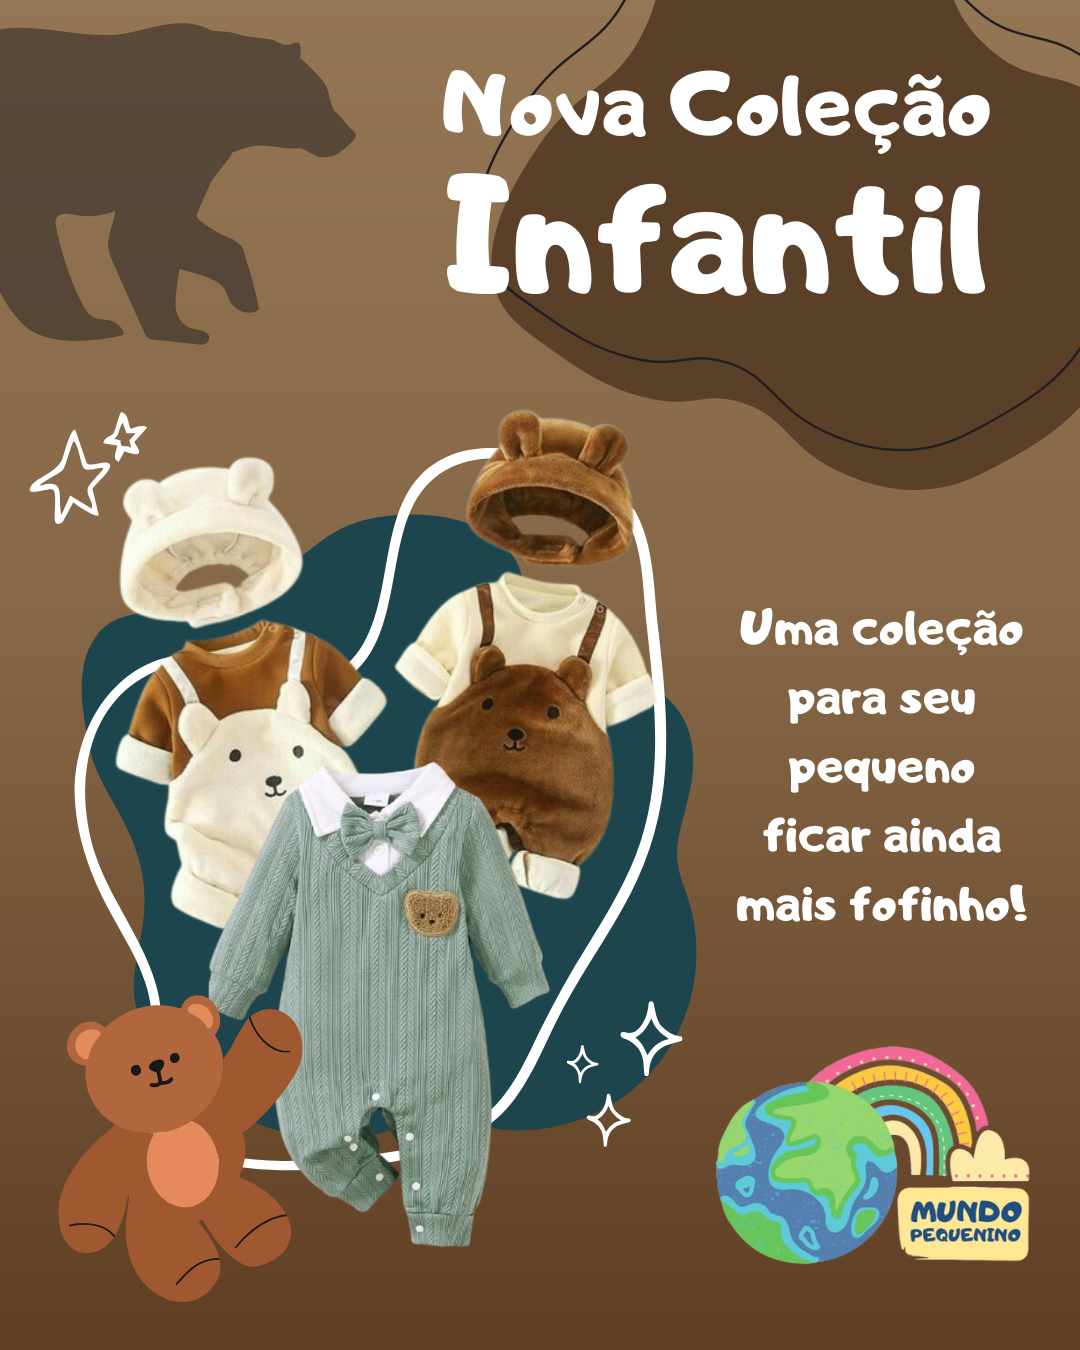 Nova Coleção
Infantil
Uma coleção
para seu
pequeno
ficar ainda
mais fofinho!
MUNDO
PEQUENINO